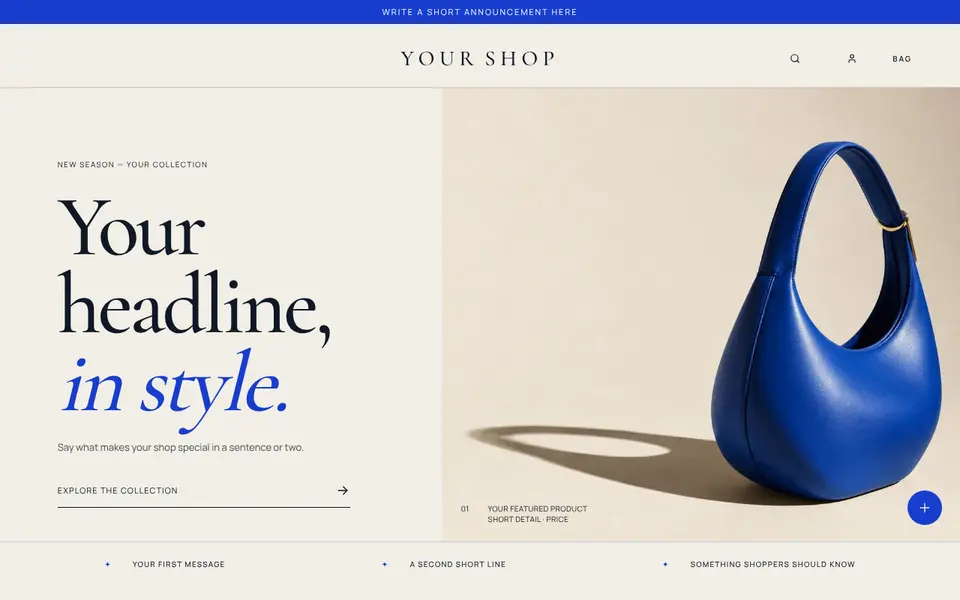 WRITE A SHORT ANNOUNCEMENT HERE
YOUR SHOP
BAG
NEW SEASON — YOUR COLLECTION
Your
headline,
in style.
Say what makes your shop special in a sentence or two.
EXPLORE THE COLLECTION →
01 YOUR FEATURED PRODUCT
SHORT DETAIL · PRICE
+
✦ YOUR FIRST MESSAGE
✦ A SECOND SHORT LINE
✦ SOMETHING SHOPPERS SHOULD KNOW